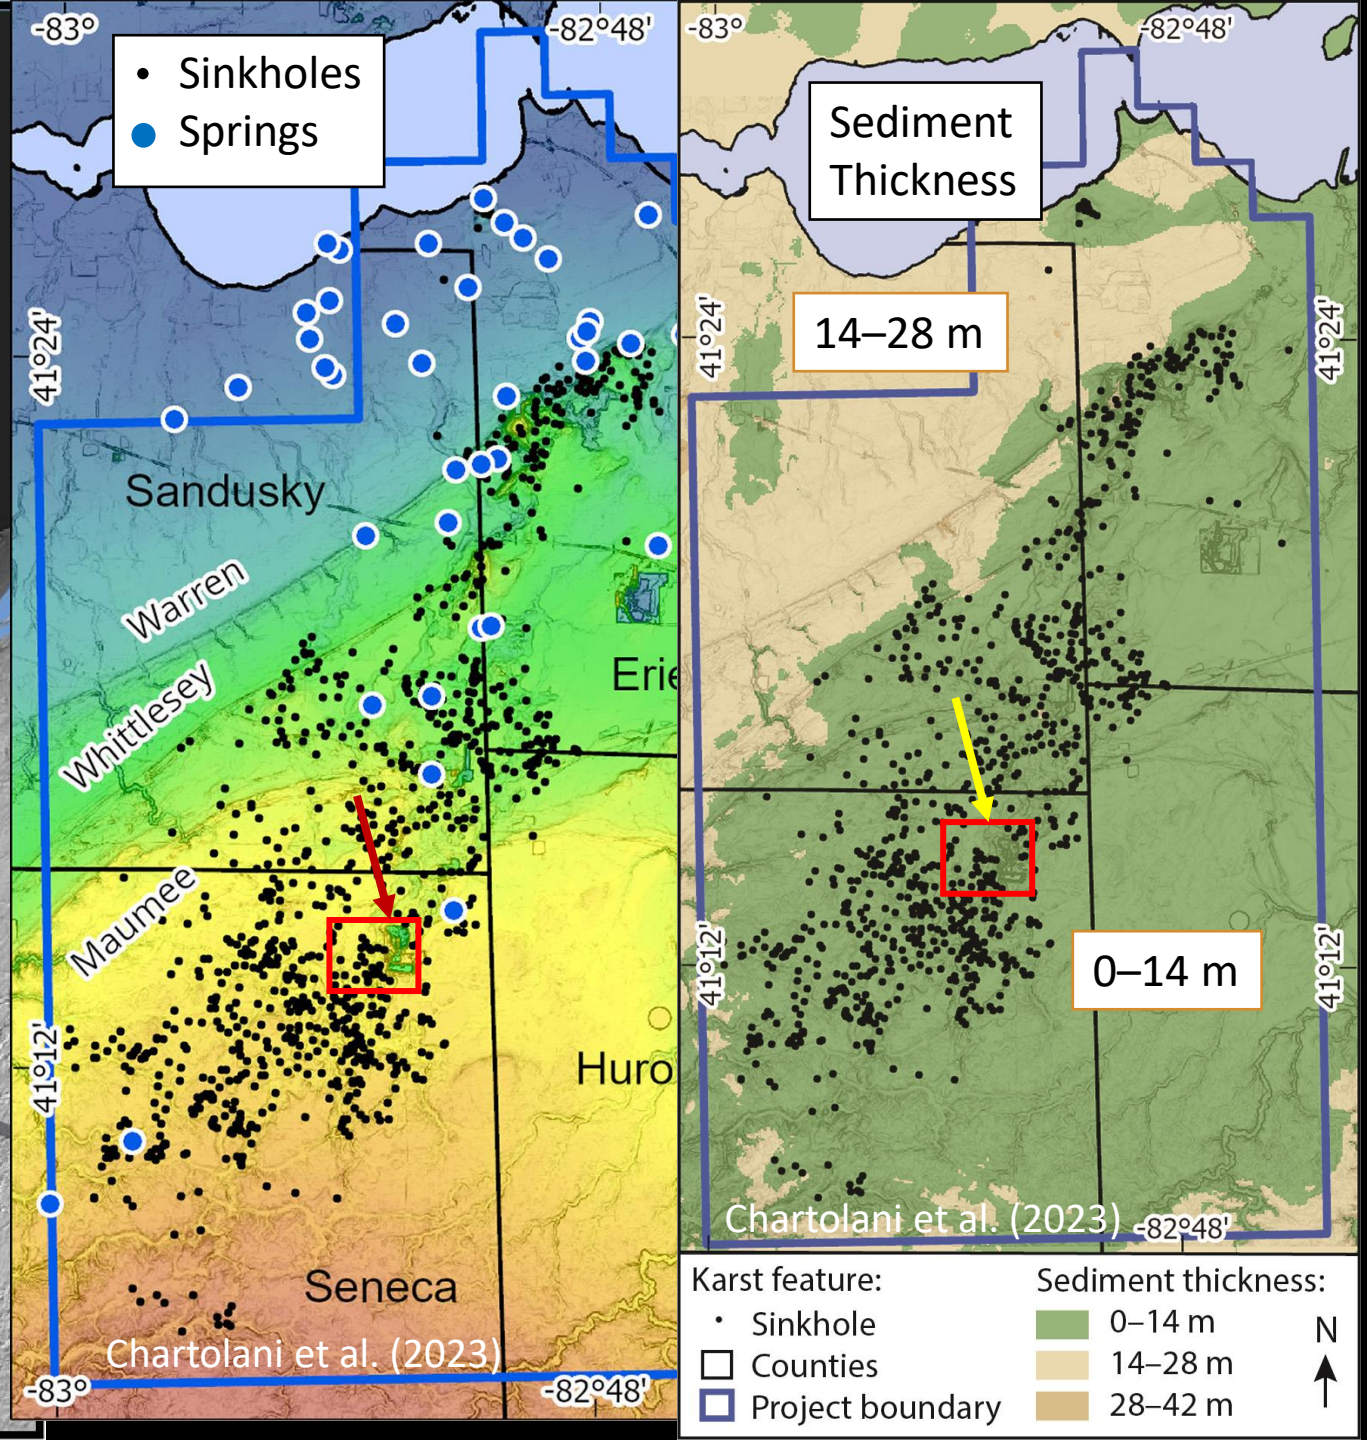 -83°
-82°48'
Sinkholes
Springs
41°24'
Sandusky
Warren
Whittlesey
Erie
Maumee
41°12'
Huro
Seneca
Chartolani et al. (2023)
-83°
-82°48'
-83°
-82°48'
Sediment
Thickness
41°24'
14–28 m
41°24'
41°12'
0–14 m
41°12'
Chartolani et al. (2023)
-82°48'
Karst feature:
Sinkhole
Counties
Project boundary
Sediment thickness:
0–14 m
14–28 m
28–42 m
N